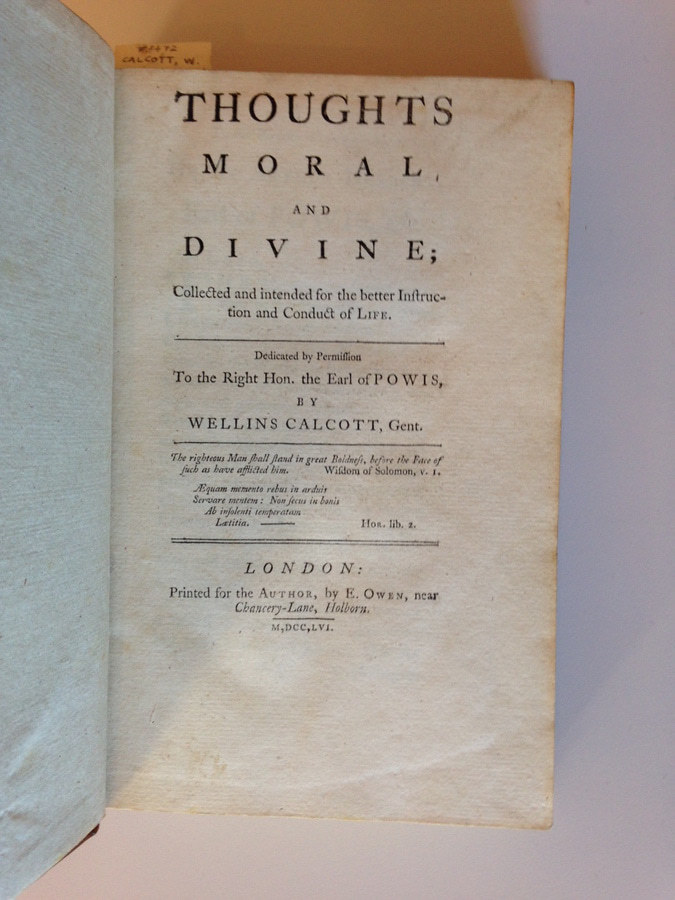 CALCOTT, W.
THOUGHTS
MORAL,
AND
DIVINE;
Collected and intended for the better Inſtruc-
tion and Conduct of LIFE.
Dedicated by Permiſſion
To the Right Hon. the Earl of POWIS,
BY
WELLINS CALCOTT, Gent.
The righteous Man ſhall ſtand in great Boldneſs, before the Face of
ſuch as have afflicted him. Wiſdom of Solomon, v. 1.
Æquam memento rebus in arduis
Servare mentem: Non ſecus in bonis
Ab inſolenti temperatam
Lætitia. ——— HOR. lib. 2.
LONDON:
Printed for the AUTHOR, by E. OWEN, near
Chancery-Lane, Holborn.
M,DCC,LVI.